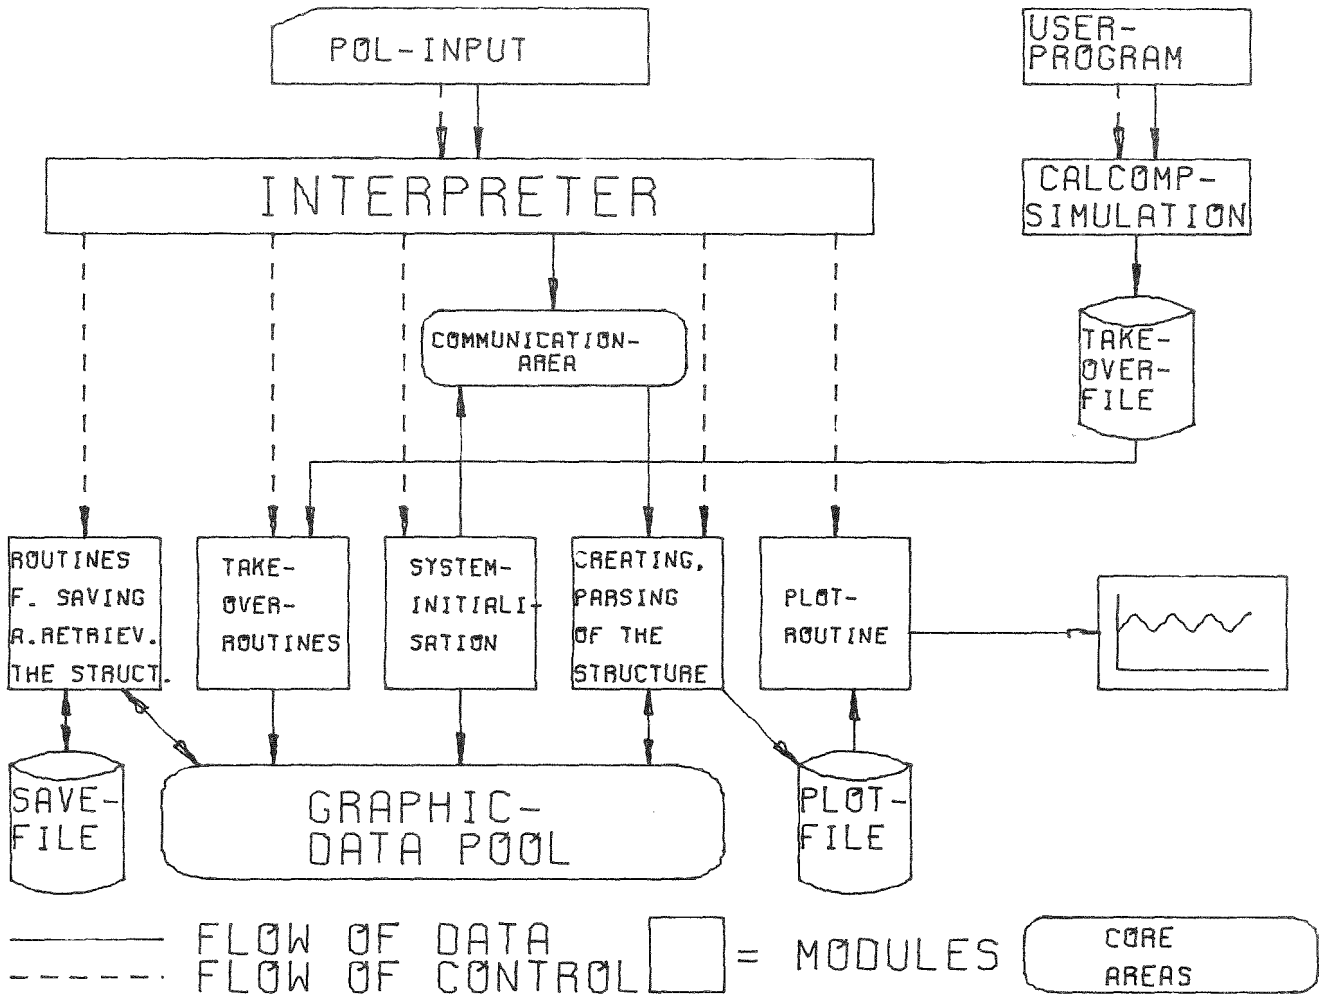 POL-INPUT
USER-
PROGRAM
INTERPRETER
CALCOMP-
SIMULATION
COMMUNICATION-
AREA
TAKE-
OVER-
FILE
ROUTINES
F. SAVING
A.RETRIEV.
THE STRUCT.
TAKE-
OVER-
ROUTINES
SYSTEM-
INITIALI-
SATION
CREATING,
PARSING
OF THE
STRUCTURE
PLOT-
ROUTINE
SAVE-
FILE
GRAPHIC-
DATA POOL
PLOT-
FILE
FLOW OF DATA
FLOW OF CONTROL
= MODULES
CORE
AREAS